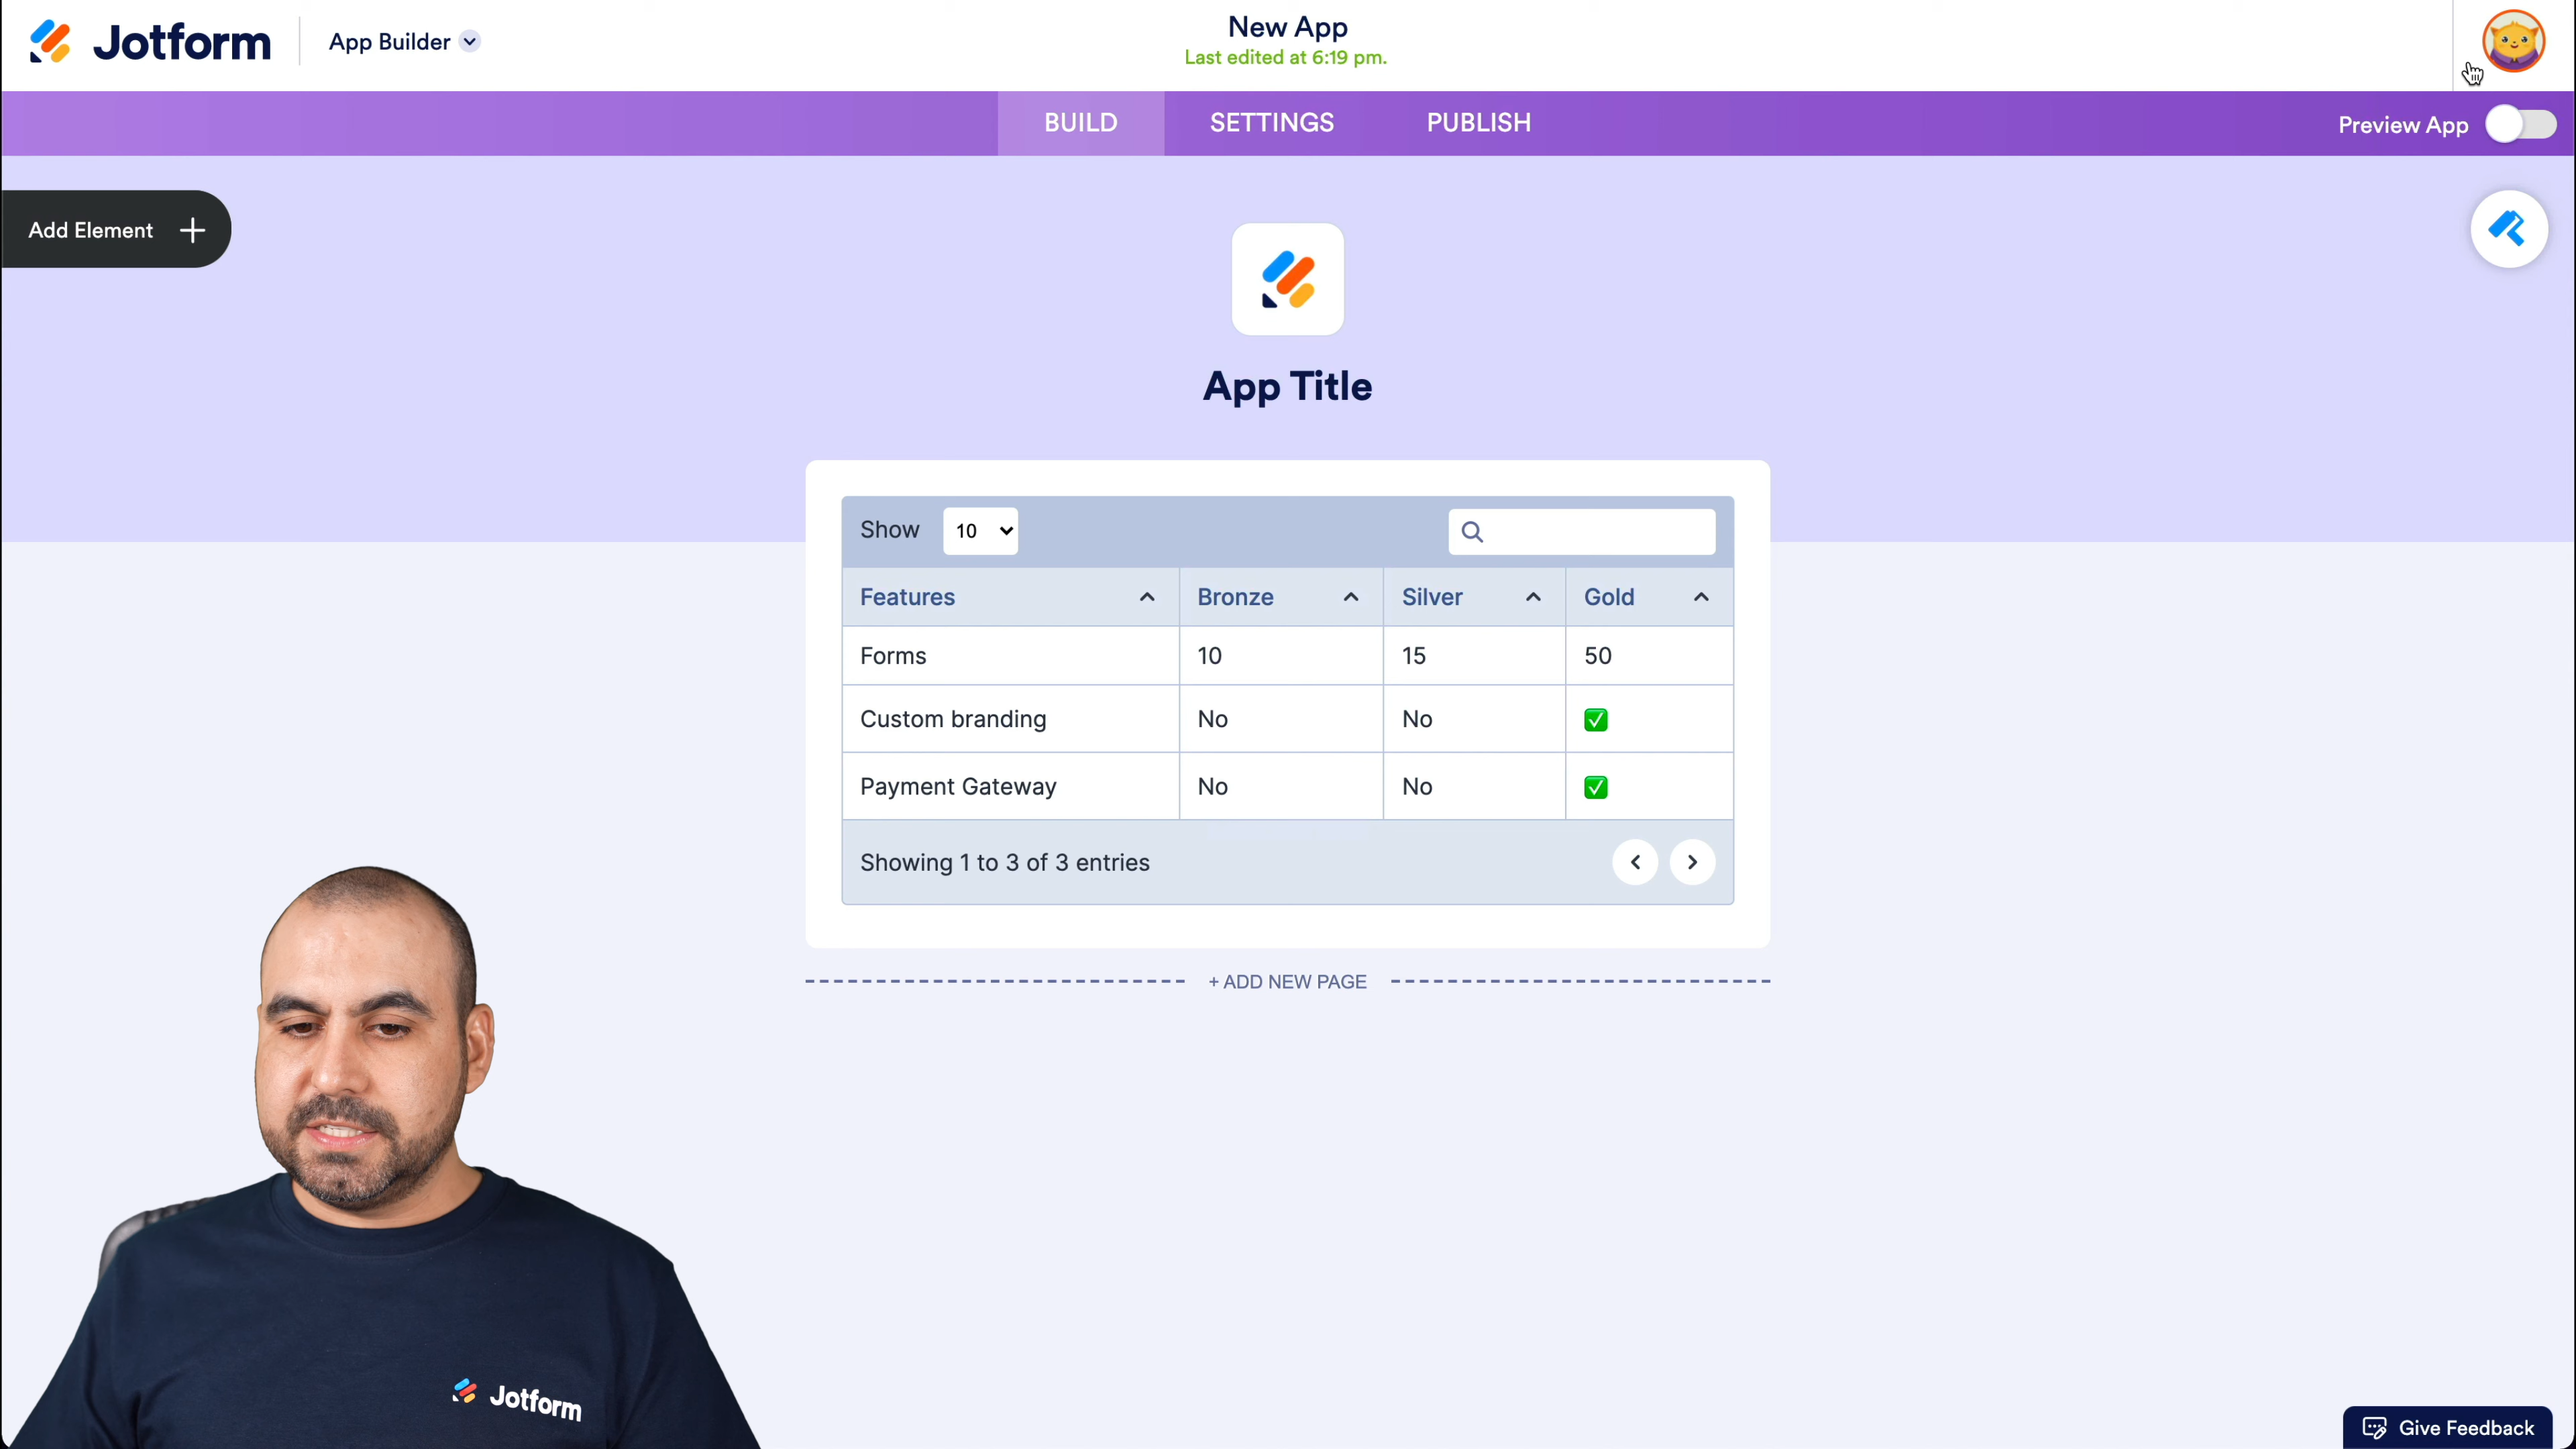 Jotform
App Builder
New App
Last edited at 6:19 pm.
BUILD
SETTINGS
PUBLISH
Preview App
Add Element
App Title
Show 10
Features Bronze Silver Gold
Forms 10 15 50
Custom branding No No ✅
Payment Gateway No No ✅
Showing 1 to 3 of 3 entries
+ ADD NEW PAGE
Jotform
Give Feedback